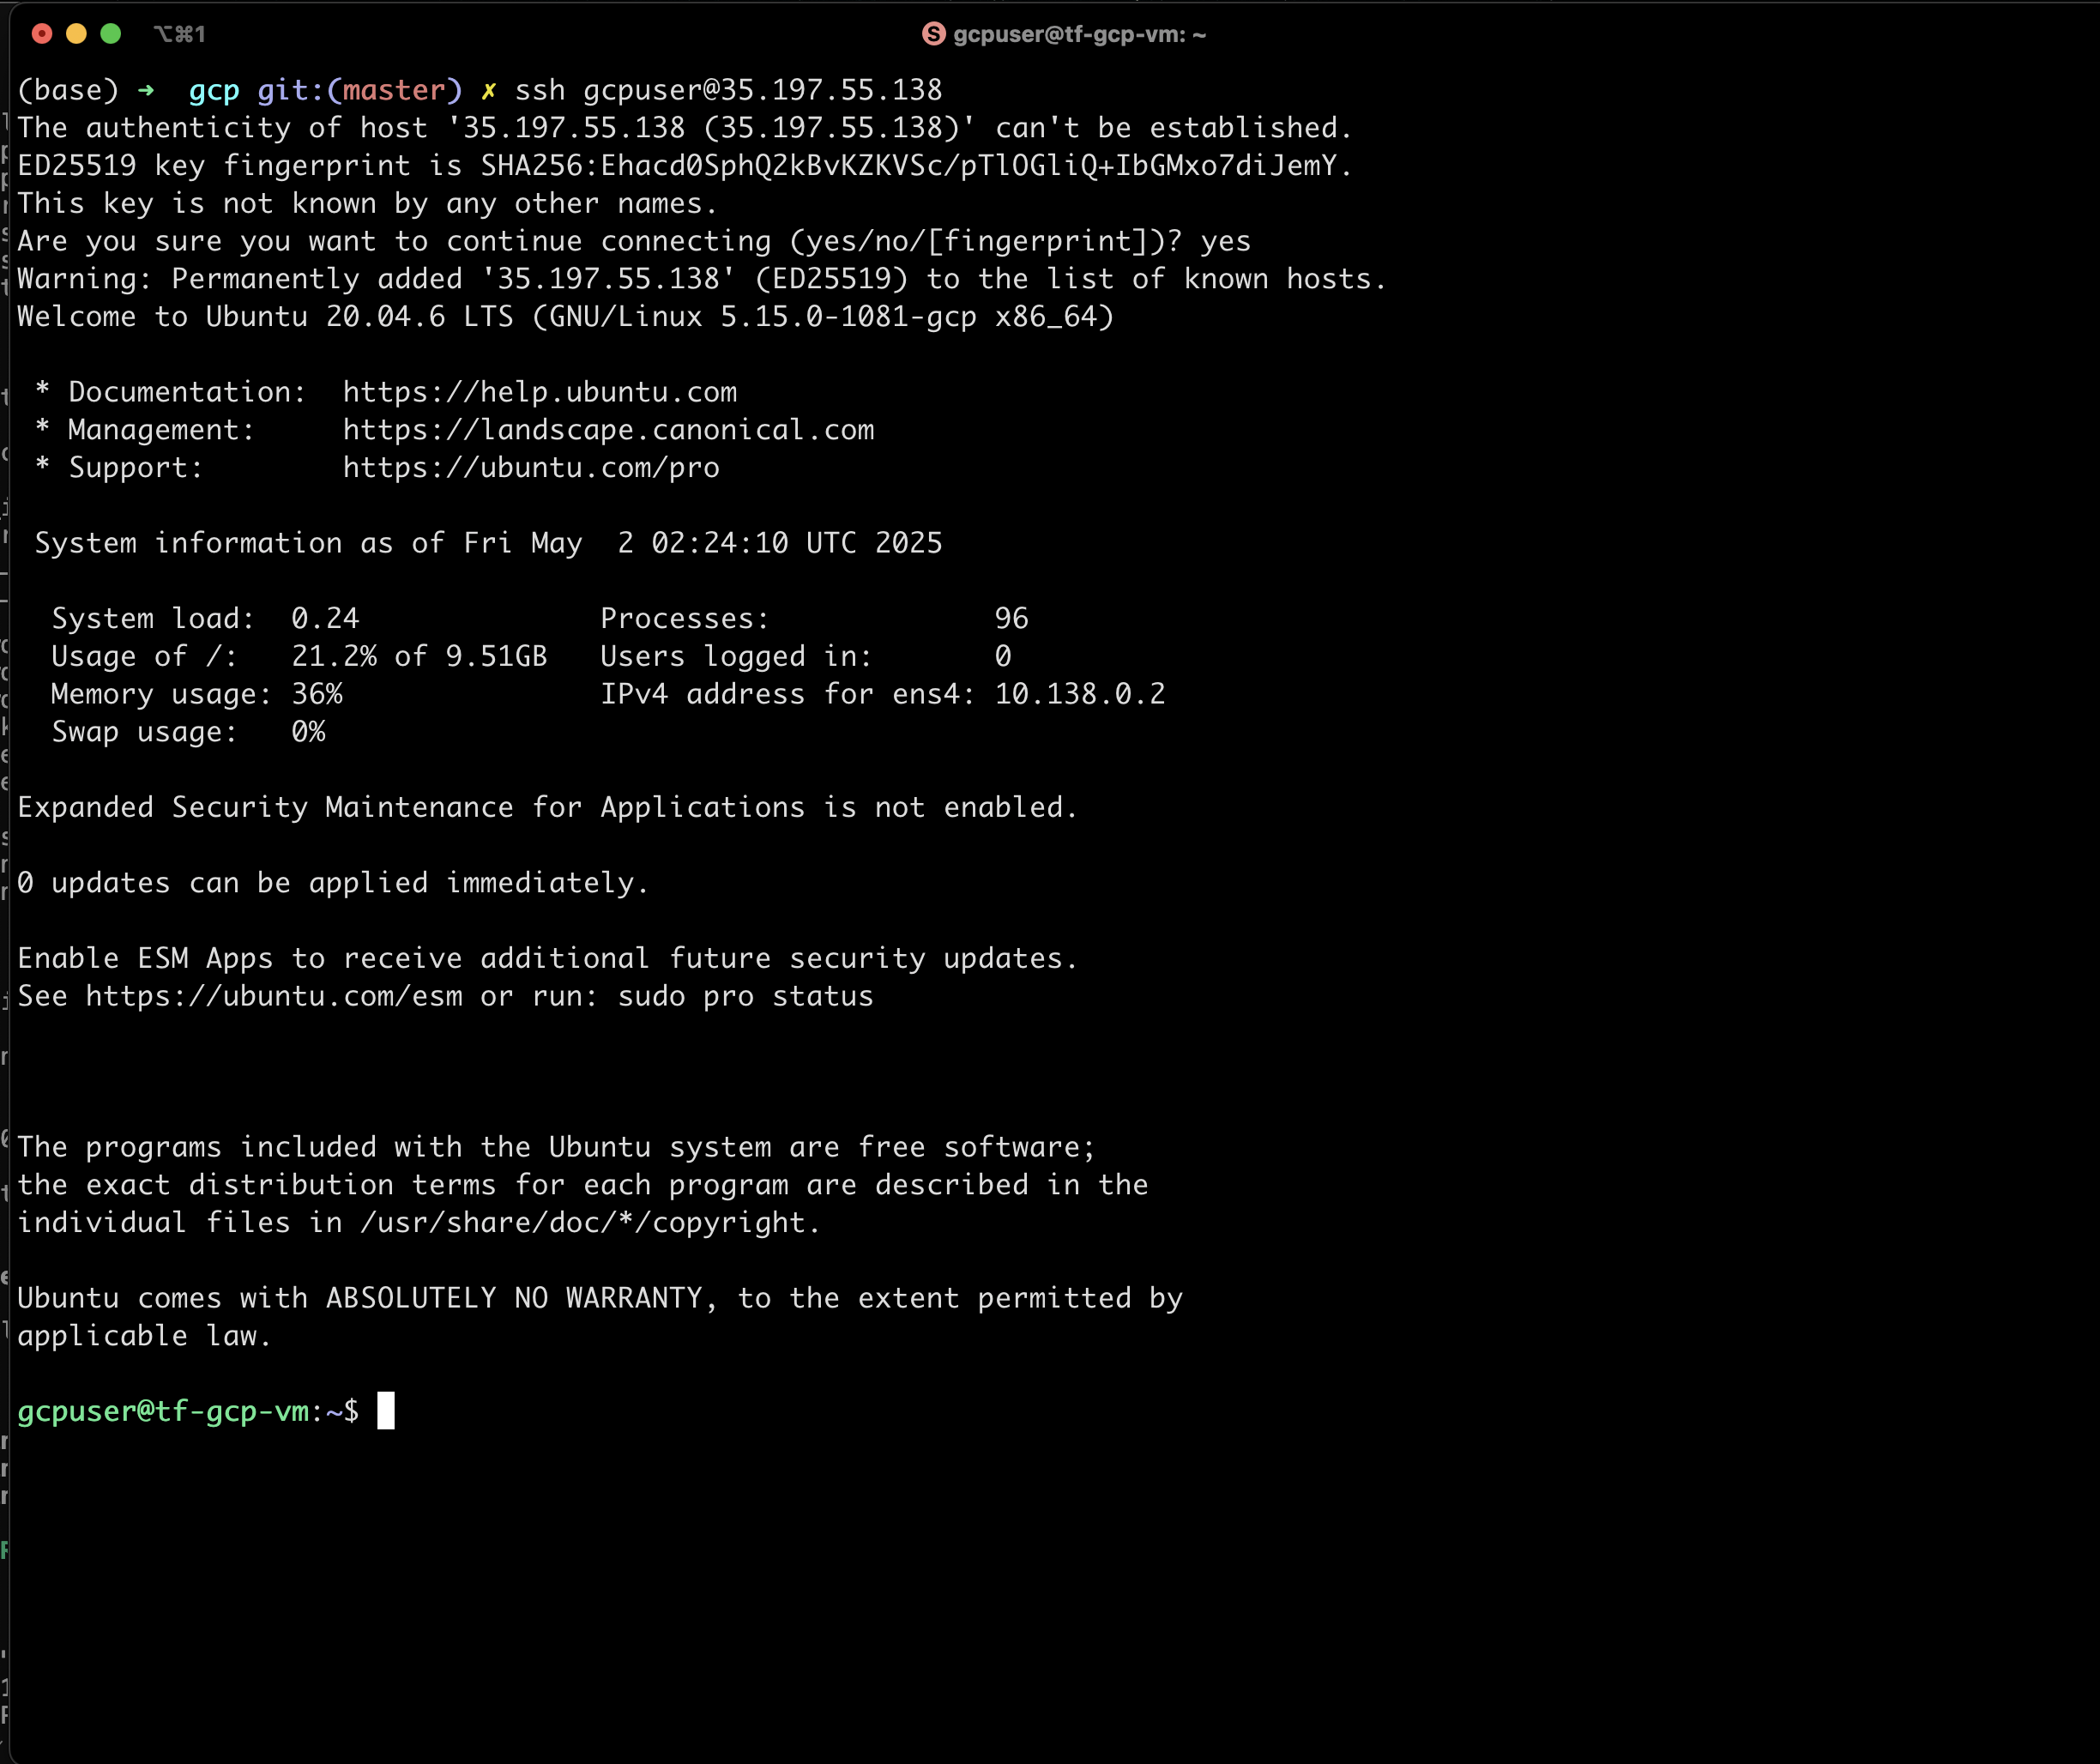 ⌥⌘1
S gcpuser@tf-gcp-vm: ~
(base) ➜  gcp git:(master) ✗ ssh gcpuser@35.197.55.138
The authenticity of host '35.197.55.138 (35.197.55.138)' can't be established.
ED25519 key fingerprint is SHA256:Ehacd0SphQ2kBvKZKVSc/pTlOGliQ+IbGMxo7diJemY.
This key is not known by any other names.
Are you sure you want to continue connecting (yes/no/[fingerprint])? yes
Warning: Permanently added '35.197.55.138' (ED25519) to the list of known hosts.
Welcome to Ubuntu 20.04.6 LTS (GNU/Linux 5.15.0-1081-gcp x86_64)
 * Documentation:  https://help.ubuntu.com
 * Management:     https://landscape.canonical.com
 * Support:        https://ubuntu.com/pro
 System information as of Fri May  2 02:24:10 UTC 2025
  System load:  0.24              Processes:             96
  Usage of /:   21.2% of 9.51GB   Users logged in:       0
  Memory usage: 36%               IPv4 address for ens4: 10.138.0.2
  Swap usage:   0%
Expanded Security Maintenance for Applications is not enabled.
0 updates can be applied immediately.
Enable ESM Apps to receive additional future security updates.
See https://ubuntu.com/esm or run: sudo pro status
The programs included with the Ubuntu system are free software;
the exact distribution terms for each program are described in the
individual files in /usr/share/doc/*/copyright.
Ubuntu comes with ABSOLUTELY NO WARRANTY, to the extent permitted by
applicable law.
gcpuser@tf-gcp-vm:~$